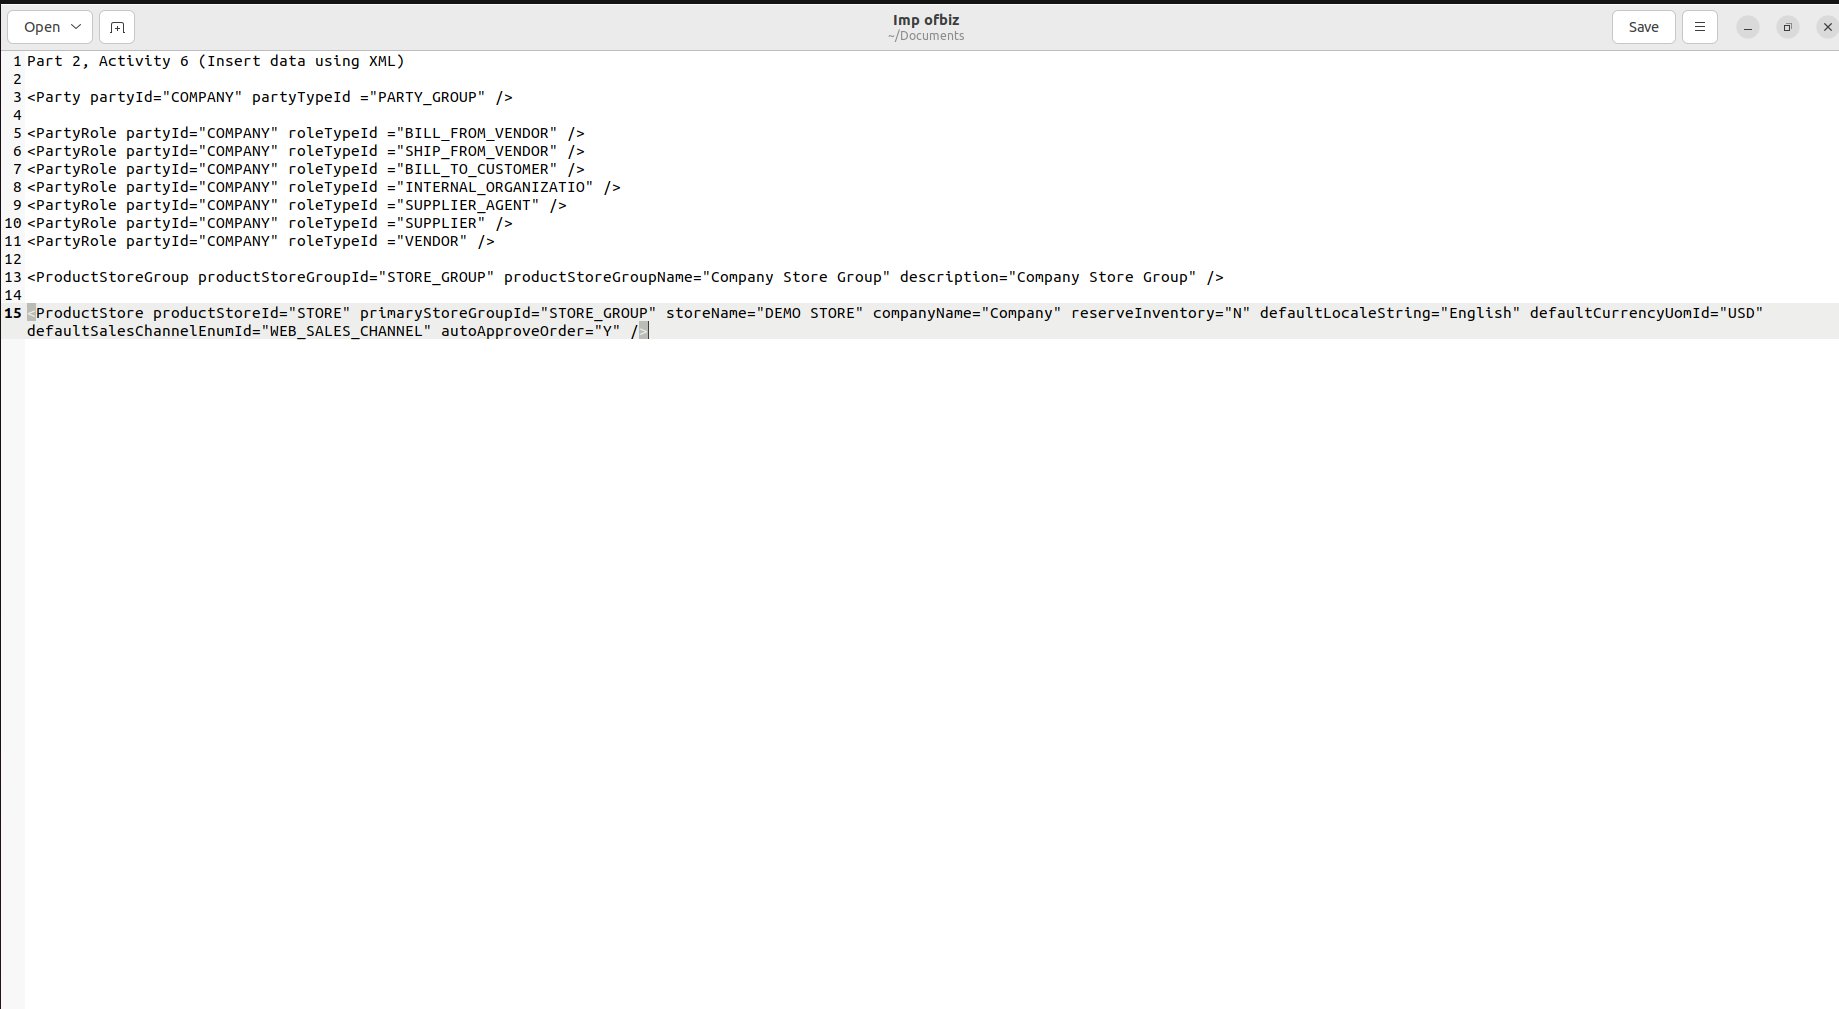 Open
Imp ofbiz
~/Documents
Save
1 Part 2, Activity 6 (Insert data using XML)
2
3 <Party partyId="COMPANY" partyTypeId ="PARTY_GROUP" />
4
5 <PartyRole partyId="COMPANY" roleTypeId ="BILL_FROM_VENDOR" />
6 <PartyRole partyId="COMPANY" roleTypeId ="SHIP_FROM_VENDOR" />
7 <PartyRole partyId="COMPANY" roleTypeId ="BILL_TO_CUSTOMER" />
8 <PartyRole partyId="COMPANY" roleTypeId ="INTERNAL_ORGANIZATIO" />
9 <PartyRole partyId="COMPANY" roleTypeId ="SUPPLIER_AGENT" />
10 <PartyRole partyId="COMPANY" roleTypeId ="SUPPLIER" />
11 <PartyRole partyId="COMPANY" roleTypeId ="VENDOR" />
12
13 <ProductStoreGroup productStoreGroupId="STORE_GROUP" productStoreGroupName="Company Store Group" description="Company Store Group" />
14
15 <ProductStore productStoreId="STORE" primaryStoreGroupId="STORE_GROUP" storeName="DEMO STORE" companyName="Company" reserveInventory="N" defaultLocaleString="English" defaultCurrencyUomId="USD"
defaultSalesChannelEnumId="WEB_SALES_CHANNEL" autoApproveOrder="Y" />